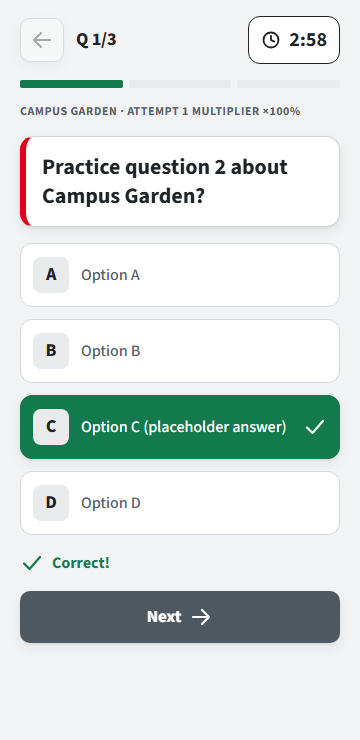 Q 1/3
2:58
CAMPUS GARDEN · ATTEMPT 1 MULTIPLIER ×100%
Practice question 2 about
Campus Garden?
A Option A
B Option B
C Option C (placeholder answer)
D Option D
Correct!
Next